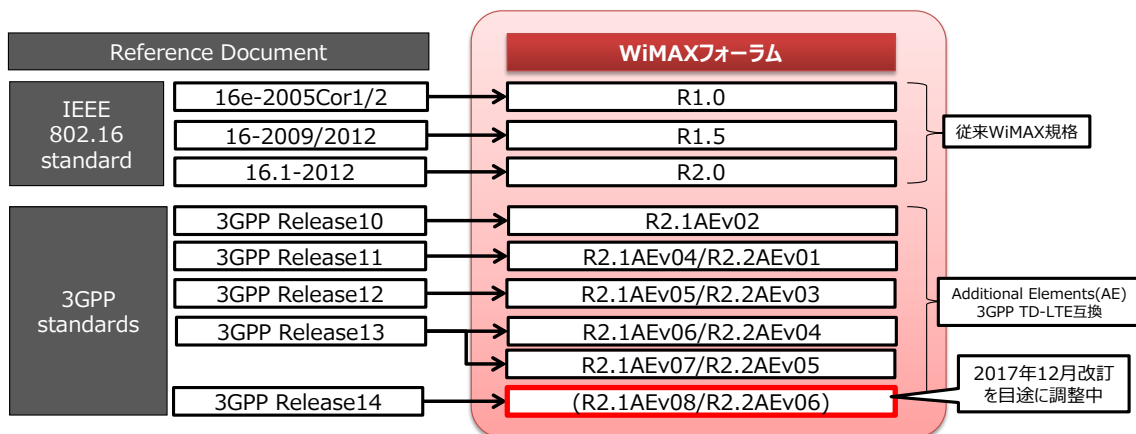 Reference Document
WiMAXフォーラム
IEEE
802.16
standard
16e-2005Cor1/2
R1.0
16-2009/2012
R1.5
16.1-2012
R2.0
従来WiMAX規格
3GPP
standards
3GPP Release10
R2.1AEv02
3GPP Release11
R2.1AEv04/R2.2AEv01
3GPP Release12
R2.1AEv05/R2.2AEv03
3GPP Release13
R2.1AEv06/R2.2AEv04
R2.1AEv07/R2.2AEv05
3GPP Release14
(R2.1AEv08/R2.2AEv06)
Additional Elements(AE)
3GPP TD-LTE互換
2017年12月改訂
を目途に調整中